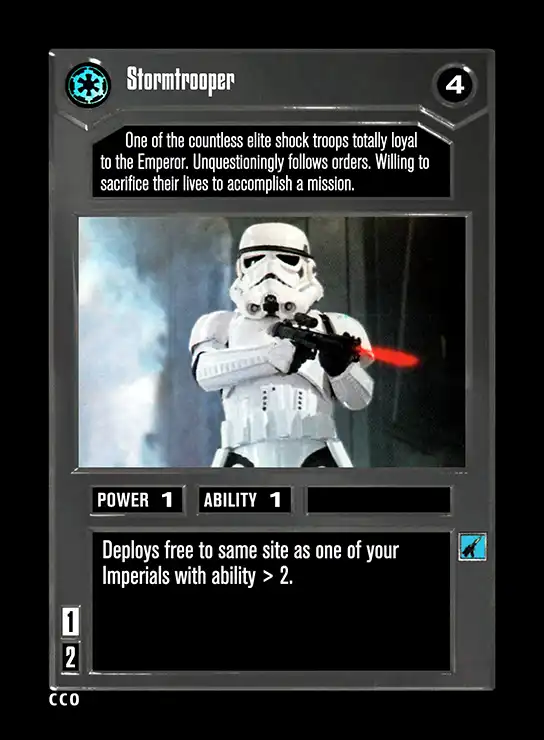 Stormtrooper
4
One of the countless elite shock troops totally loyal
to the Emperor. Unquestioningly follows orders. Willing to
sacrifice their lives to accomplish a mission.
POWER 1
ABILITY 1
Deploys free to same site as one of your
Imperials with ability > 2.
1
2
CCO